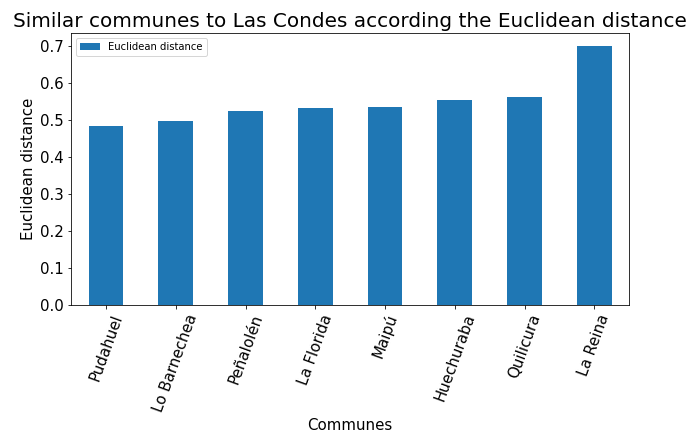 Similar communes to Las Condes according the Euclidean distance
Euclidean distance
Euclidean distance
0.7
0.6
0.5
0.4
0.3
0.2
0.1
0.0
Pudahuel
Lo Barnechea
Peñalolén
La Florida
Maipú
Huechuraba
Quilicura
La Reina
Communes